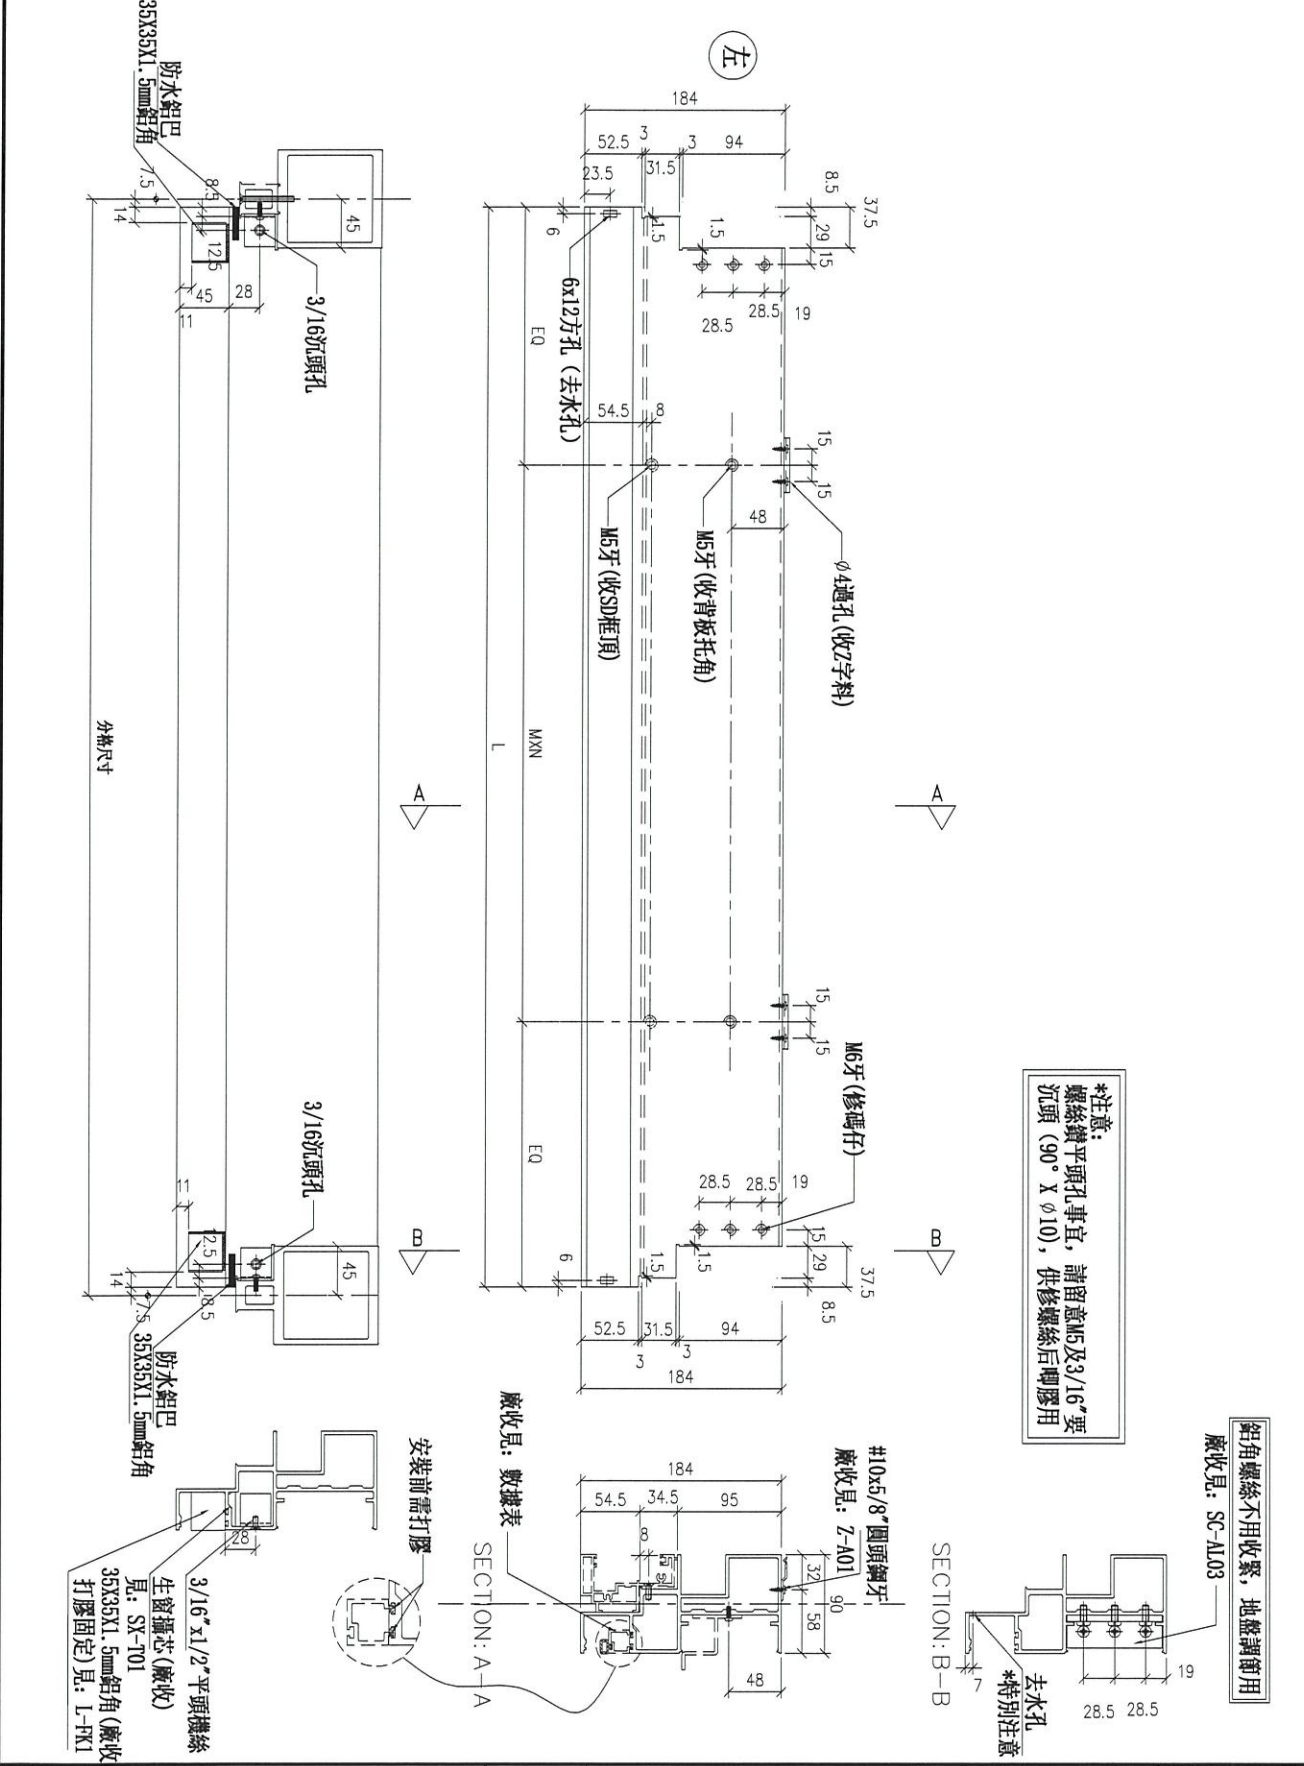 左
*注意:
螺絲鑽平頭孔事宜, 請留意M5及3/16"要
沉頭 (90° X ϕ10), 供修螺絲后唧膠用
鋁角螺絲不用收緊, 地盤調節用
廠收見: SC-AL03
19
28.5
28.5
去水孔
*特別注意
7
SECTION: B-B
184
94
3
31.5
3
52.5
23.5
8.5
37.5
29
15
1.5
1.5
6
19
28.5
28.5
6x12方孔 (去水孔)
EQ
54.5
8
15
15
48
ϕ4過孔(收Z字料)
M5牙(收背板托角)
M5牙(收SD框頂)
MXN
L
A
A
15
15
M6牙(修碼仔)
19
28.5
28.5
15
29
37.5
8.5
1.5
1.5
6
EQ
B
B
52.5
31.5
94
3
3
184
#10x5/8"圓頭鋼牙
廠收見: Z-A01
184
54.5
34.5
95
8
32
58
90
48
廠收見: 數據表
安裝前需打膠
SECTION: A-A
35X35X1.5mm鋁角
防水鋁巴
7.5
14
8.5
12.5
45
45
28
11
3/16沉頭孔
分格尺寸
3/16沉頭孔
11
2.5
14
7.5
8.5
45
防水鋁巴
35X35X1.5mm鋁角
28
3/16"x1/2"平頭機絲
生窗攝芯(廠收)
見: SX-T01
35X35X1.5mm鋁角(廠收
打膠固定)見: L-FK1